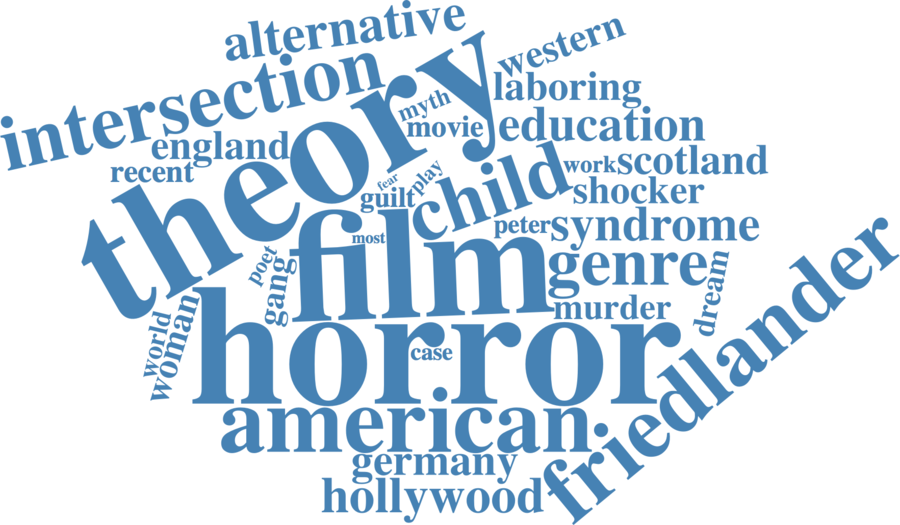 alternative
western
intersection
theory
laboring
myth
movie
education
england
recent
child
work
scotland
fear
play
guilt
shocker
film
most
peter
syndrome
poet
gang
genre
dream
friedlander
world
woman
horror
murder
case
american
germany
hollywood